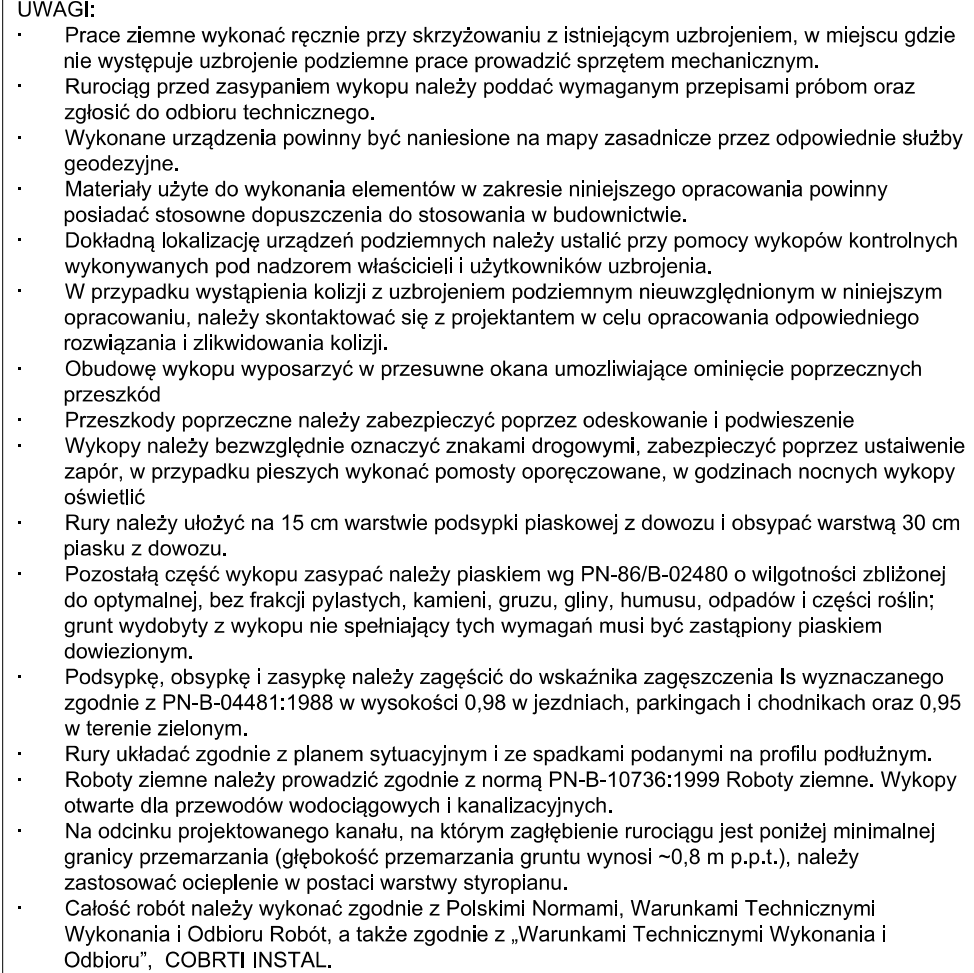 UWAGI:
· Prace ziemne wykonać ręcznie przy skrzyżowaniu z istniejącym uzbrojeniem, w miejscu gdzie
nie występuje uzbrojenie podziemne prace prowadzić sprzętem mechanicznym.
· Rurociąg przed zasypaniem wykopu należy poddać wymaganym przepisami próbom oraz
zgłosić do odbioru technicznego.
· Wykonane urządzenia powinny być naniesione na mapy zasadnicze przez odpowiednie służby
geodezyjne.
· Materiały użyte do wykonania elementów w zakresie niniejszego opracowania powinny
posiadać stosowne dopuszczenia do stosowania w budownictwie.
· Dokładną lokalizację urządzeń podziemnych należy ustalić przy pomocy wykopów kontrolnych
wykonywanych pod nadzorem właścicieli i użytkowników uzbrojenia.
· W przypadku wystąpienia kolizji z uzbrojeniem podziemnym nieuwzględnionym w niniejszym
opracowaniu, należy skontaktować się z projektantem w celu opracowania odpowiedniego
rozwiązania i zlikwidowania kolizji.
· Obudowę wykopu wyposarzyć w przesuwne okana umozliwiające ominięcie poprzecznych
przeszkód
· Przeszkody poprzeczne należy zabezpieczyć poprzez odeskowanie i podwieszenie
· Wykopy należy bezwzględnie oznaczyć znakami drogowymi, zabezpieczyć poprzez ustaiwenie
zapór, w przypadku pieszych wykonać pomosty oporęczowane, w godzinach nocnych wykopy
oświetlić
· Rury należy ułożyć na 15 cm warstwie podsypki piaskowej z dowozu i obsypać warstwą 30 cm
piasku z dowozu.
· Pozostałą część wykopu zasypać należy piaskiem wg PN-86/B-02480 o wilgotności zbliżonej
do optymalnej, bez frakcji pylastych, kamieni, gruzu, gliny, humusu, odpadów i części roślin;
grunt wydobyty z wykopu nie spełniający tych wymagań musi być zastąpiony piaskiem
dowiezionym.
· Podsypkę, obsypkę i zasypkę należy zagęścić do wskaźnika zagęszczenia Is wyznaczanego
zgodnie z PN-B-04481:1988 w wysokości 0,98 w jezdniach, parkingach i chodnikach oraz 0,95
w terenie zielonym.
· Rury układać zgodnie z planem sytuacyjnym i ze spadkami podanymi na profilu podłużnym.
· Roboty ziemne należy prowadzić zgodnie z normą PN-B-10736:1999 Roboty ziemne. Wykopy
otwarte dla przewodów wodociągowych i kanalizacyjnych.
· Na odcinku projektowanego kanału, na którym zagłębienie rurociągu jest poniżej minimalnej
granicy przemarzania (głębokość przemarzania gruntu wynosi ~0,8 m p.p.t.), należy
zastosować ocieplenie w postaci warstwy styropianu.
· Całość robót należy wykonać zgodnie z Polskimi Normami, Warunkami Technicznymi
Wykonania i Odbioru Robót, a także zgodnie z „Warunkami Technicznymi Wykonania i
Odbioru”, COBRTI INSTAL.